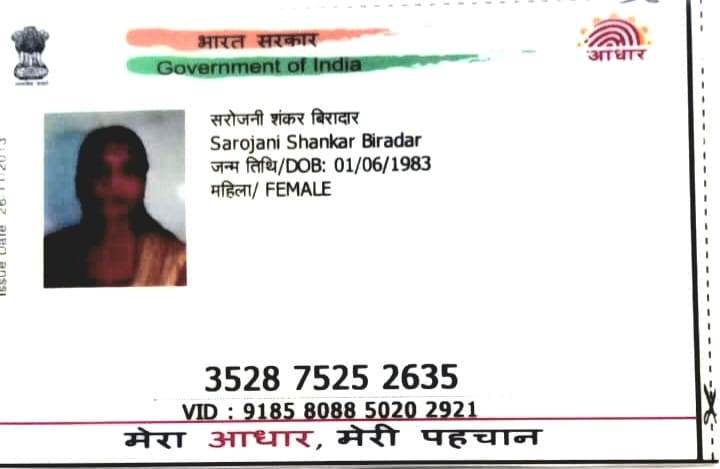 भारत सरकार
Government of India
आधार
Issue Date 26/11/2013
सरोजनी शंकर बिरादार
Sarojani Shankar Biradar
जन्म तिथि/DOB: 01/06/1983
महिला/ FEMALE
3528 7525 2635
VID : 9185 8088 5020 2921
मेरा आधार, मेरी पहचान